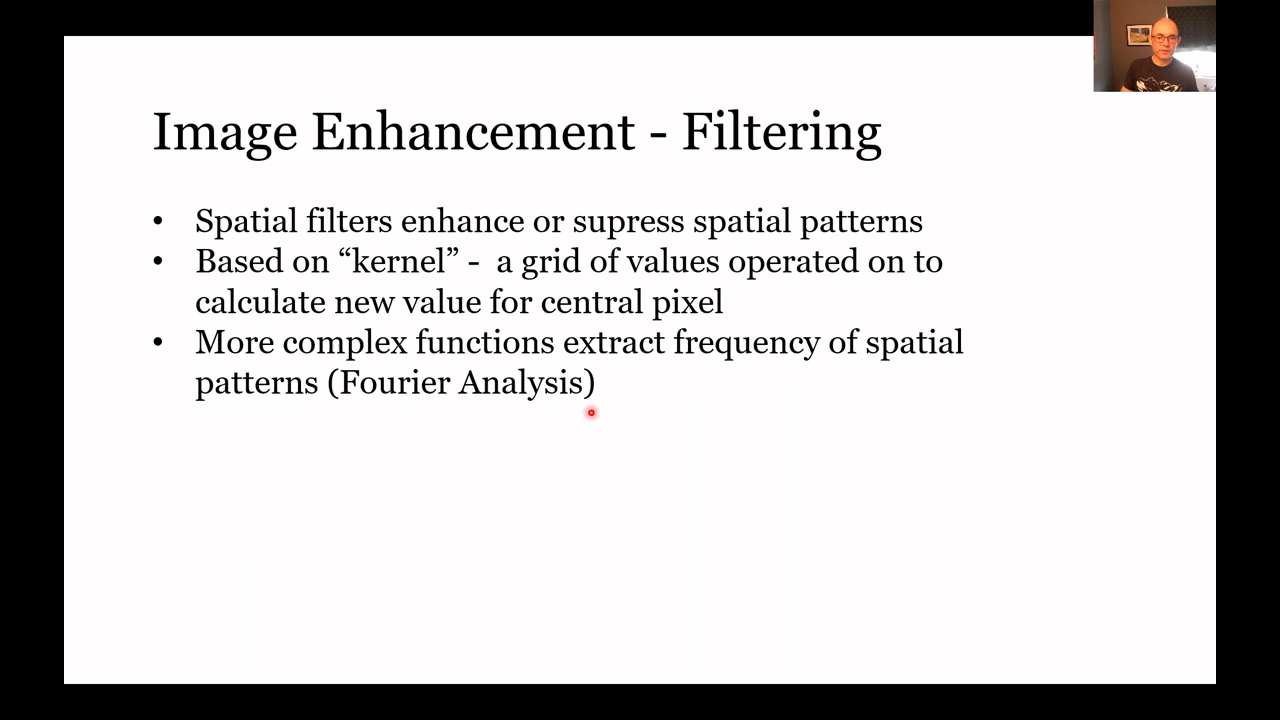 Image Enhancement - Filtering
• Spatial filters enhance or supress spatial patterns
• Based on “kernel” -  a grid of values operated on to
calculate new value for central pixel
• More complex functions extract frequency of spatial
patterns (Fourier Analysis)